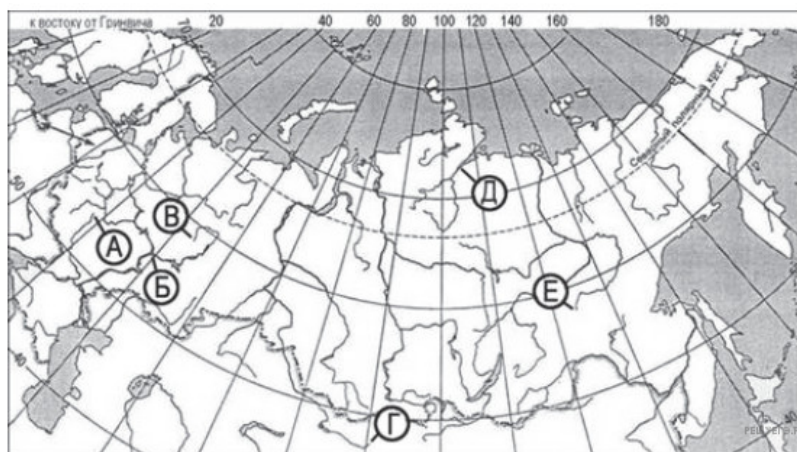 к востоку от Гринвича 20 40 60 80 100 120 140 160 180
Северный полярный круг
В
Д
А
Б
Е
Г